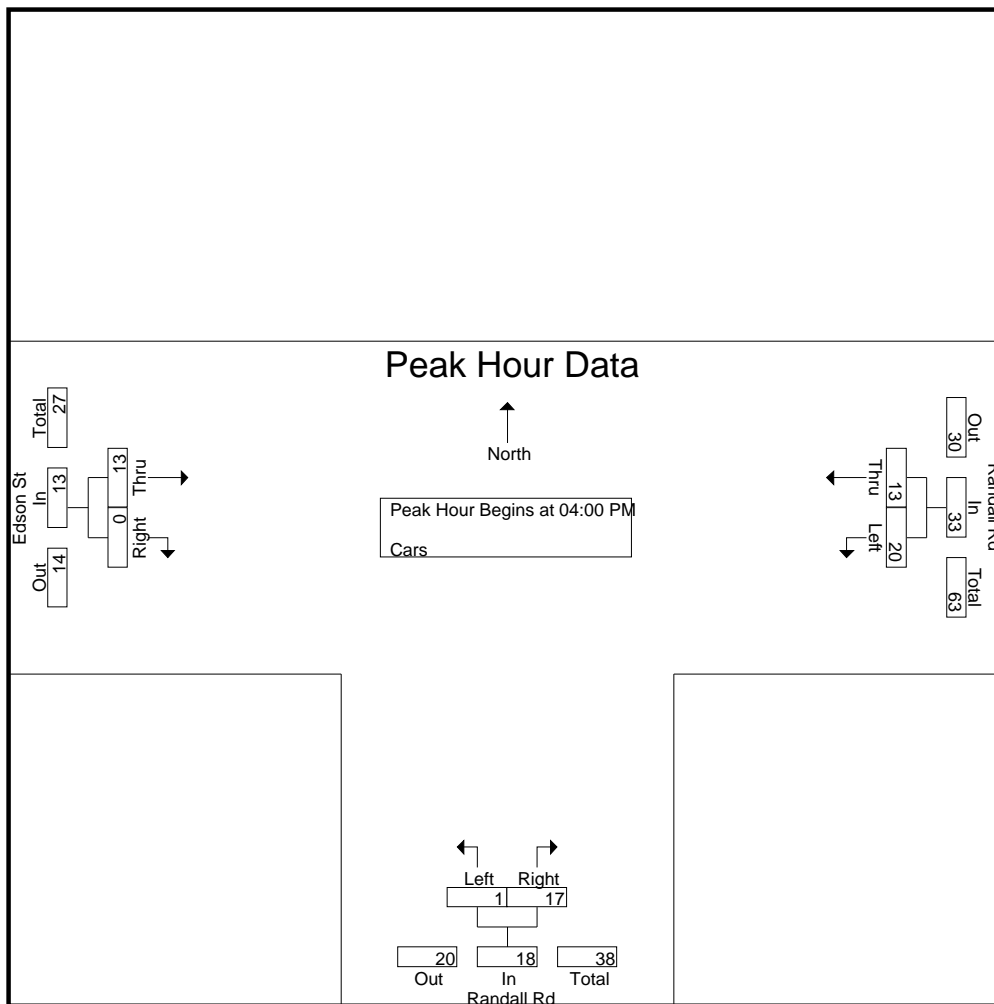 Peak Hour Data
North
Peak Hour Begins at 04:00 PM
Cars
Edson St
Out In Total
14 13 27
Right Thru
0 13
Randall Rd
Out In Total
30 33 63
Thru Left
13 20
Left Right
1 17
20 18 38
Out In Total
Randall Rd